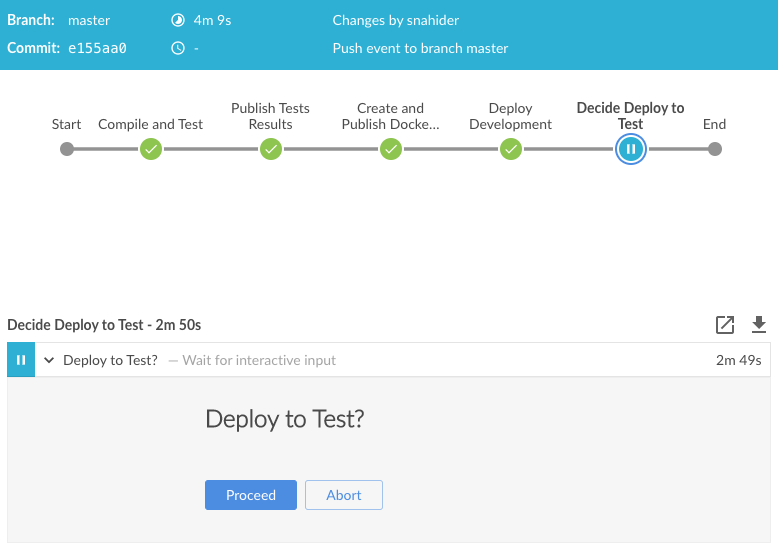 Branch: master 4m 9s Changes by snahider
Commit: e155aa0 - Push event to branch master
Start
Compile and Test
Publish Tests
Results
Create and
Publish Docke...
Deploy
Development
Decide Deploy to
Test
End
Decide Deploy to Test - 2m 50s
Deploy to Test? — Wait for interactive input 2m 49s
Deploy to Test?
Proceed Abort